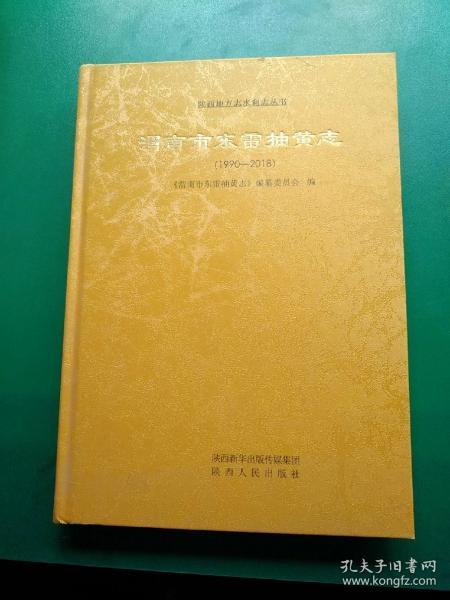 陕西地方志水利志丛书
渭南市东雷抽黄志
(1990—2018)
《渭南市东雷抽黄志》编纂委员会 编
陕西新华出版传媒集团
陕西人民出版社
孔夫子旧书网
www.kongfz.com